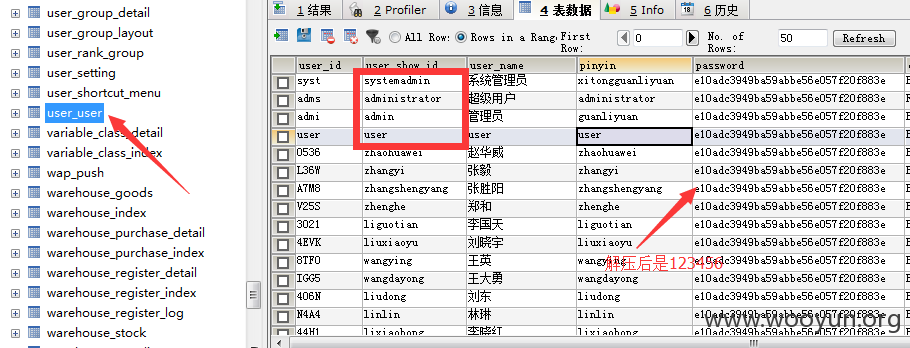 user_group_detail
user_group_layout
user_rank_group
user_setting
user_shortcut_menu
user_user
variable_class_detail
variable_class_index
wap_push
warehouse_goods
warehouse_index
warehouse_purchase_detail
warehouse_purchase_index
warehouse_register_detail
warehouse_register_index
warehouse_register_log
warehouse_stock
1 结果 2 Profiler 3 信息 4 表数据 5 Info 6 历史
All Row: Rows in a Rang First Row: 0 No. of Rows: 50 Refresh
user_id user_show_id user_name pinyin password
syst systemadmin 系统管理员 xitongguanliyuan e10adc3949ba59abbe56e057f20f883e
adms administrator 超级用户 administrator e10adc3949ba59abbe56e057f20f883e
admi admin 管理员 guanliyuan e10adc3949ba59abbe56e057f20f883e
user user user user e10adc3949ba59abbe56e057f20f883e
0536 zhaohuawei 赵华威 zhaohuawei e10adc3949ba59abbe56e057f20f883e
L36W zhangyi 张毅 zhangyi e10adc3949ba59abbe56e057f20f883e
A7M8 zhangshengyang 张胜阳 zhangshengyang e10adc3949ba59abbe56e057f20f883e
V25S zhenghe 郑和 zhenghe e10adc3949ba59abbe56e057f20f883e
3021 liguotian 李国天 liguotian e10adc3949ba59abbe56e057f20f883e
4EVK liuxiaoyu 刘晓宇 liuxiaoyu e10adc3949ba59abbe56e057f20f883e
8TFO wangying 王英 wangying e10adc3949ba59abbe56e057f20f883e
解压后是123456
IGG5 wangdayong 王大勇 wangdayong e10adc3949ba59abbe56e057f20f883e
406N liudong 刘东 liudong e10adc3949ba59abbe56e057f20f883e
N4A4 linlin 林琳 linlin e10adc3949ba59abbe56e057f20f883e
44H1 lixiaohong 李晓红 lixiaohong e10adc3949ba59abbe56e057f20f883e
www.wooyun.org